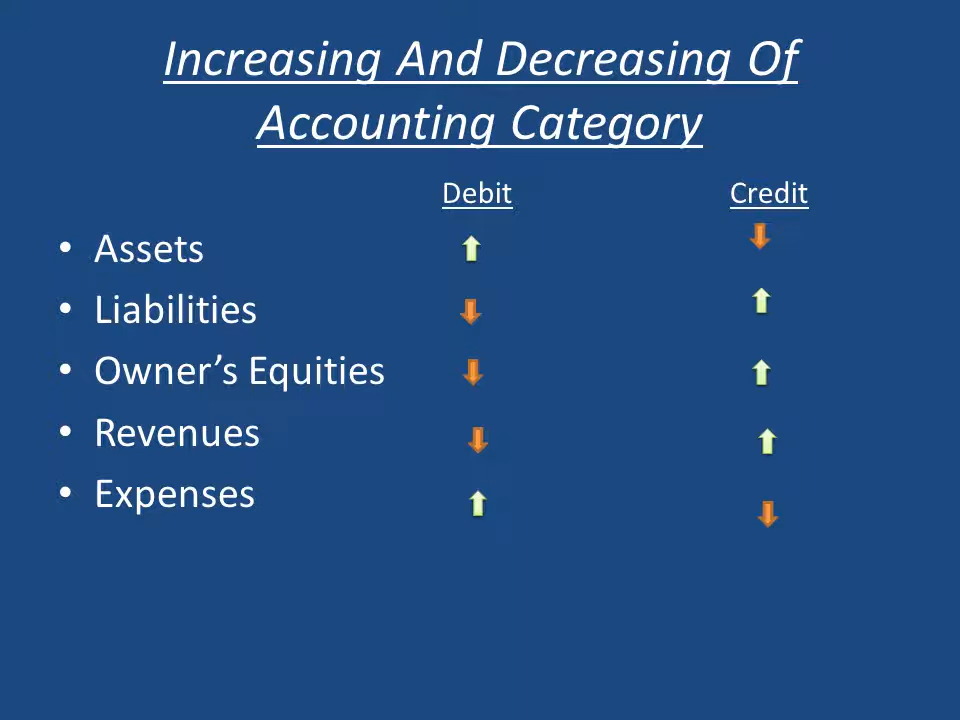 Increasing And Decreasing Of
Accounting Category
Debit Credit
• Assets
• Liabilities
• Owner’s Equities
• Revenues
• Expenses